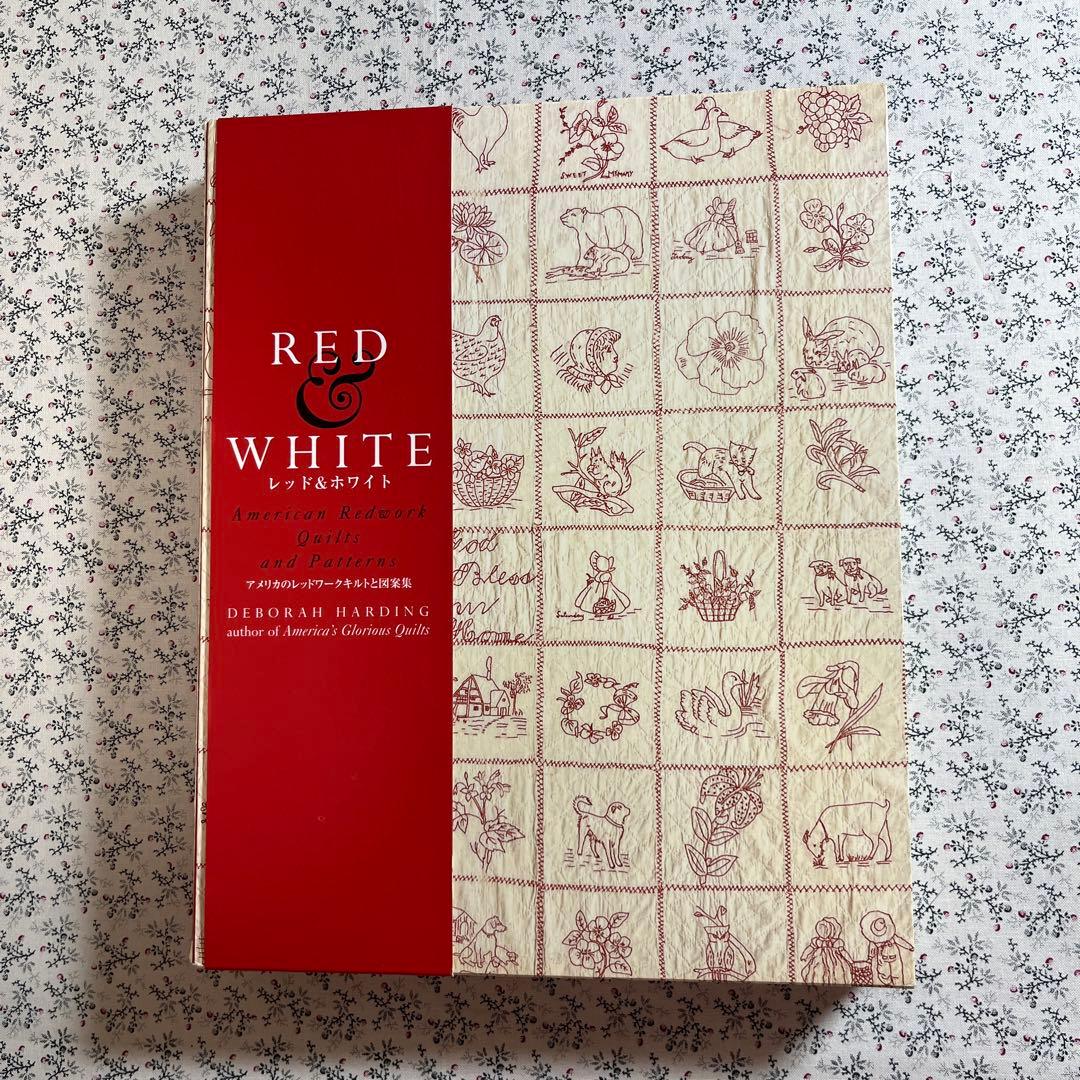 RED
&
WHITE
レッド&ホワイト
American Redwork
Quilts
and Patterns
アメリカのレッドワークキルトと図案集
DEBORAH HARDING
author of America's Glorious Quilts
SWEET
God
Bless
Home
Saturday